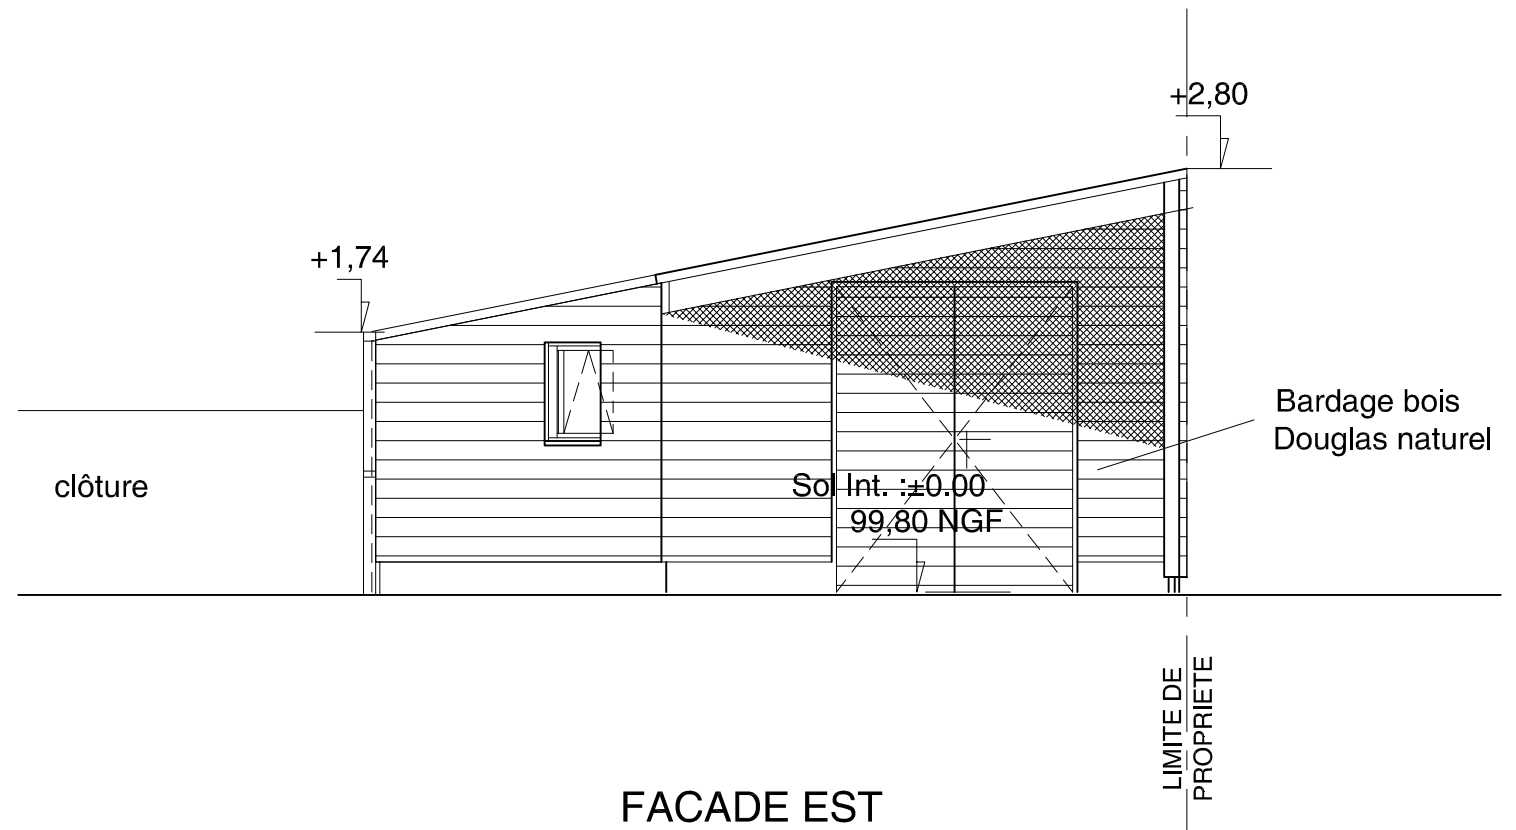 +2,80
+1,74
Bardage bois
Douglas naturel
clôture
Sol Int. :±0.00
99,80 NGF
LIMITE DE
PROPRIETE
FACADE EST